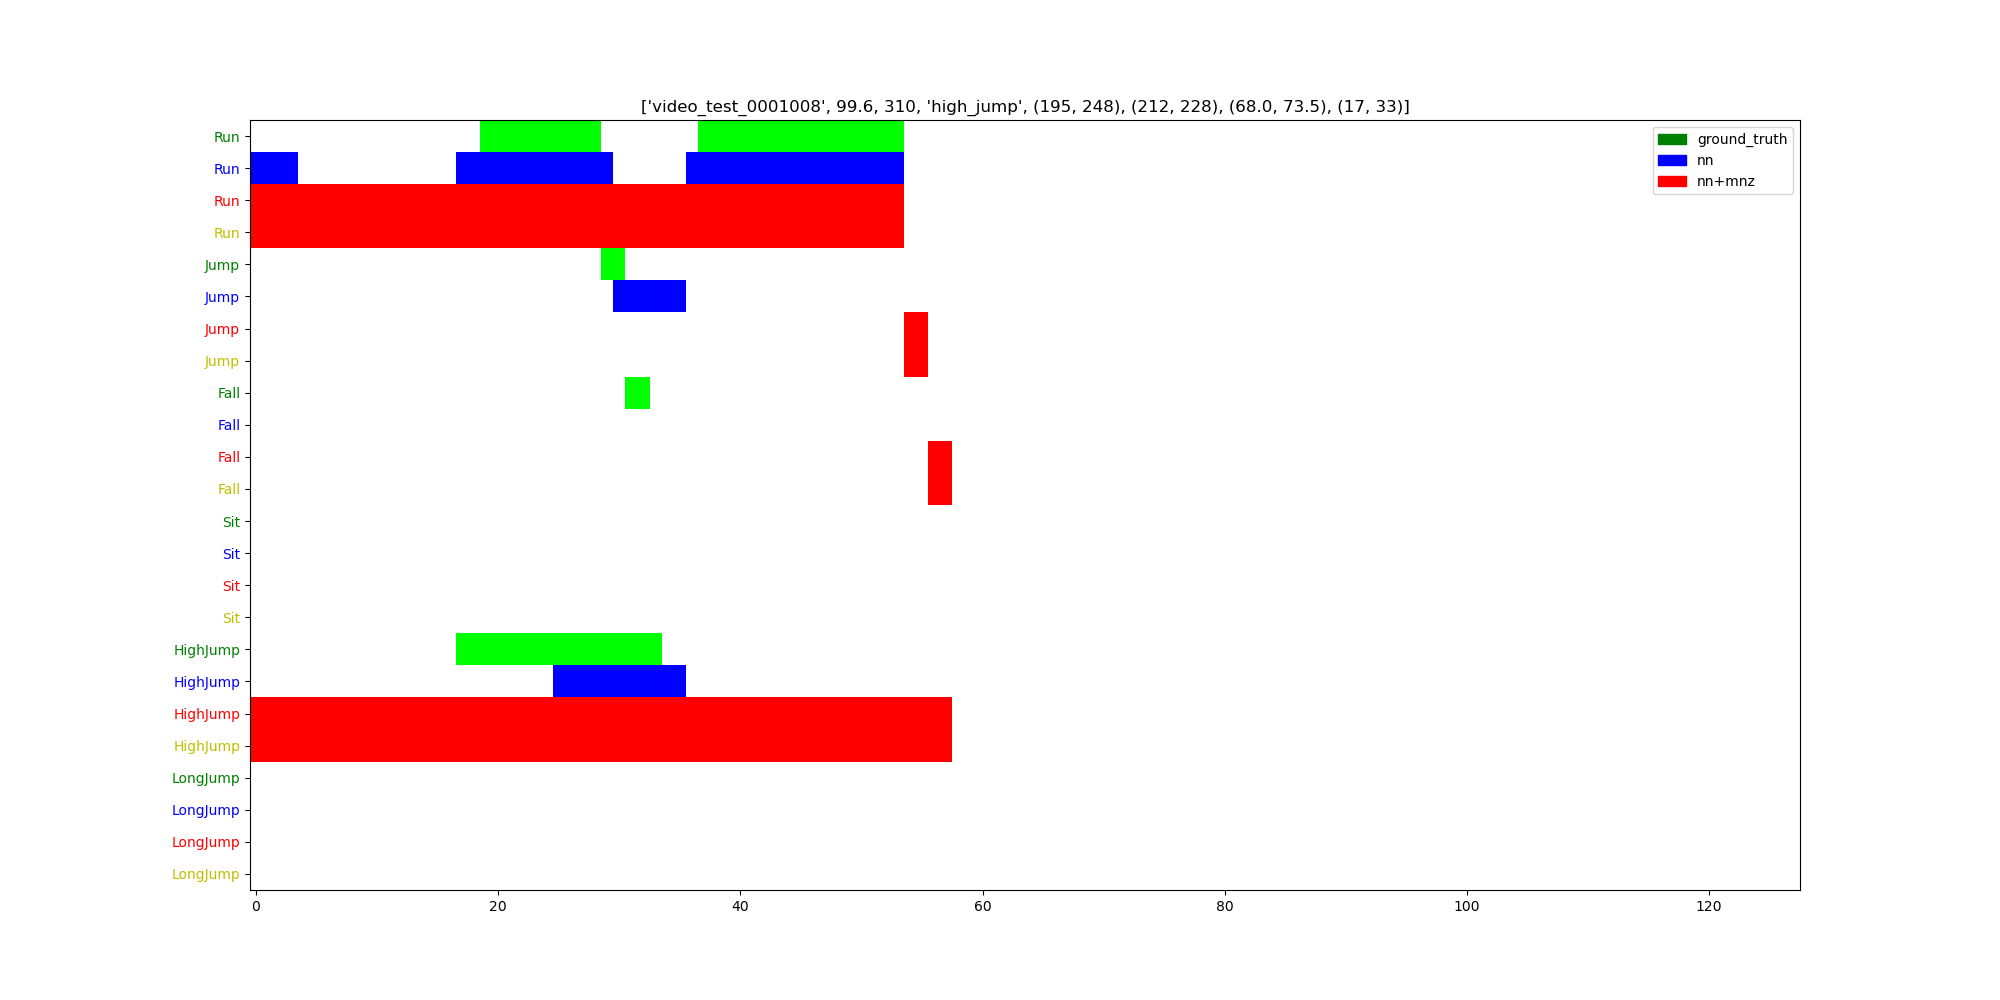 ['video_test_0001008', 99.6, 310, 'high_jump', (195, 248), (212, 228), (68.0, 73.5), (17, 33)]
ground_truth
nn
nn+mnz
Run
Run
Run
Run
Jump
Jump
Jump
Jump
Fall
Fall
Fall
Fall
Sit
Sit
Sit
Sit
HighJump
HighJump
HighJump
HighJump
LongJump
LongJump
LongJump
LongJump
0 20 40 60 80 100 120